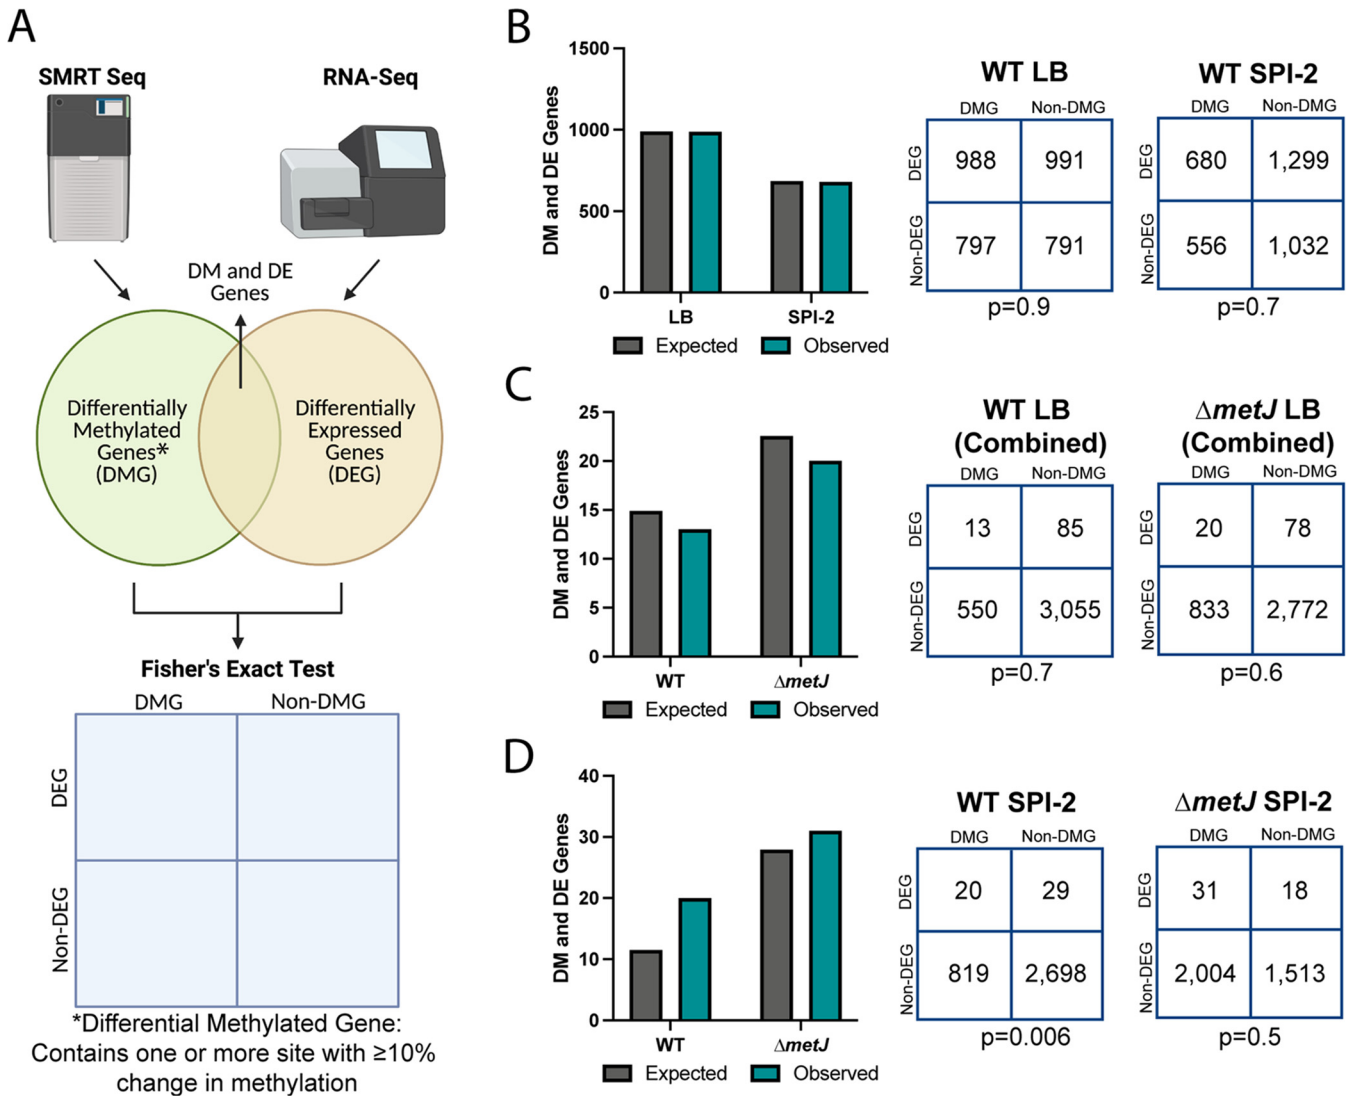 A
SMRT Seq
RNA-Seq
DM and DE
Genes
Differentially
Methylated
Genes*
(DMG)
Differentially
Expressed
Genes
(DEG)
Fisher's Exact Test
DMG Non-DMG
DEG
Non-DEG
*Differential Methylated Gene:
Contains one or more site with ≥10%
change in methylation
B
DM and DE Genes
1500
1000
500
0
LB SPI-2
Expected Observed
WT LB
DMG Non-DMG
DEG 988 991
Non-DEG 797 791
p=0.9
WT SPI-2
DMG Non-DMG
DEG 680 1,299
Non-DEG 556 1,032
p=0.7
C
DM and DE Genes
25
20
15
10
5
0
WT ΔmetJ
Expected Observed
WT LB
(Combined)
DMG Non-DMG
DEG 13 85
Non-DEG 550 3,055
p=0.7
ΔmetJ LB
(Combined)
DMG Non-DMG
DEG 20 78
Non-DEG 833 2,772
p=0.6
D
DM and DE Genes
40
30
20
10
0
WT ΔmetJ
Expected Observed
WT SPI-2
DMG Non-DMG
DEG 20 29
Non-DEG 819 2,698
p=0.006
ΔmetJ SPI-2
DMG Non-DMG
DEG 31 18
Non-DEG 2,004 1,513
p=0.5